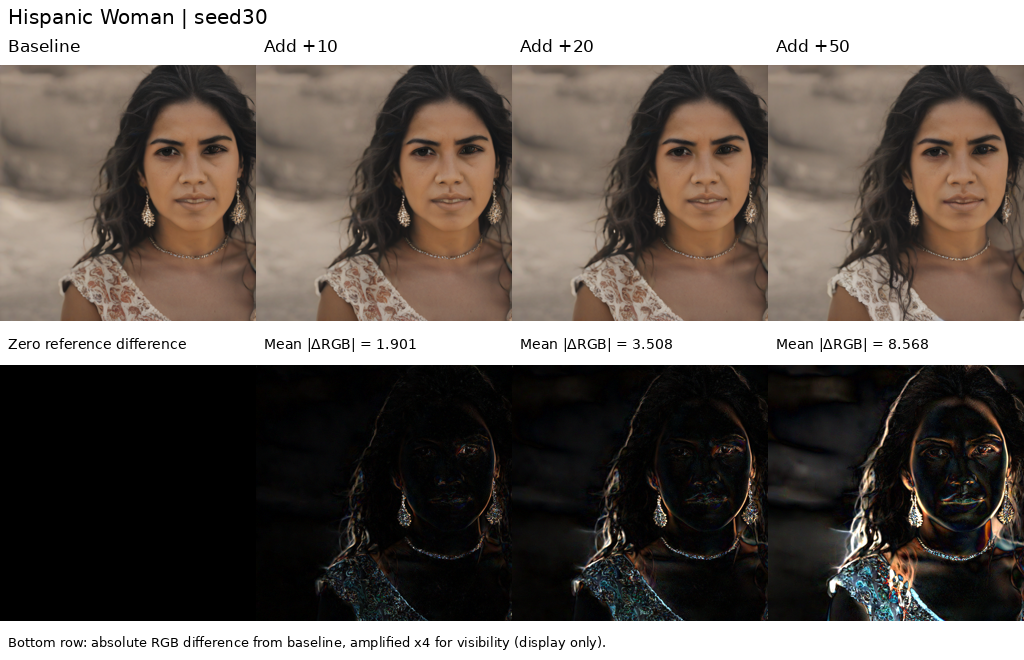 Hispanic Woman | seed30
Baseline
Add +10
Add +20
Add +50
Zero reference difference
Mean |ΔRGB| = 1.901
Mean |ΔRGB| = 3.508
Mean |ΔRGB| = 8.568
Bottom row: absolute RGB difference from baseline, amplified x4 for visibility (display only).